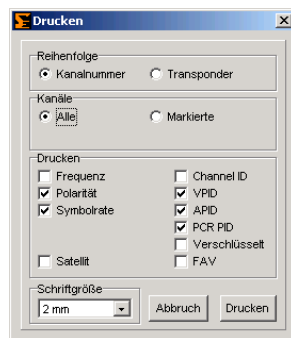 Drucken
Reihenfolge
Kanalnummer Transponder
Kanäle
Alle Markierte
Drucken
Frequenz Channel ID
Polarität VPID
Symbolrate APID
PCR PID
Verschlüsselt
Satellit FAV
Schriftgröße
2 mm Abbruch Drucken